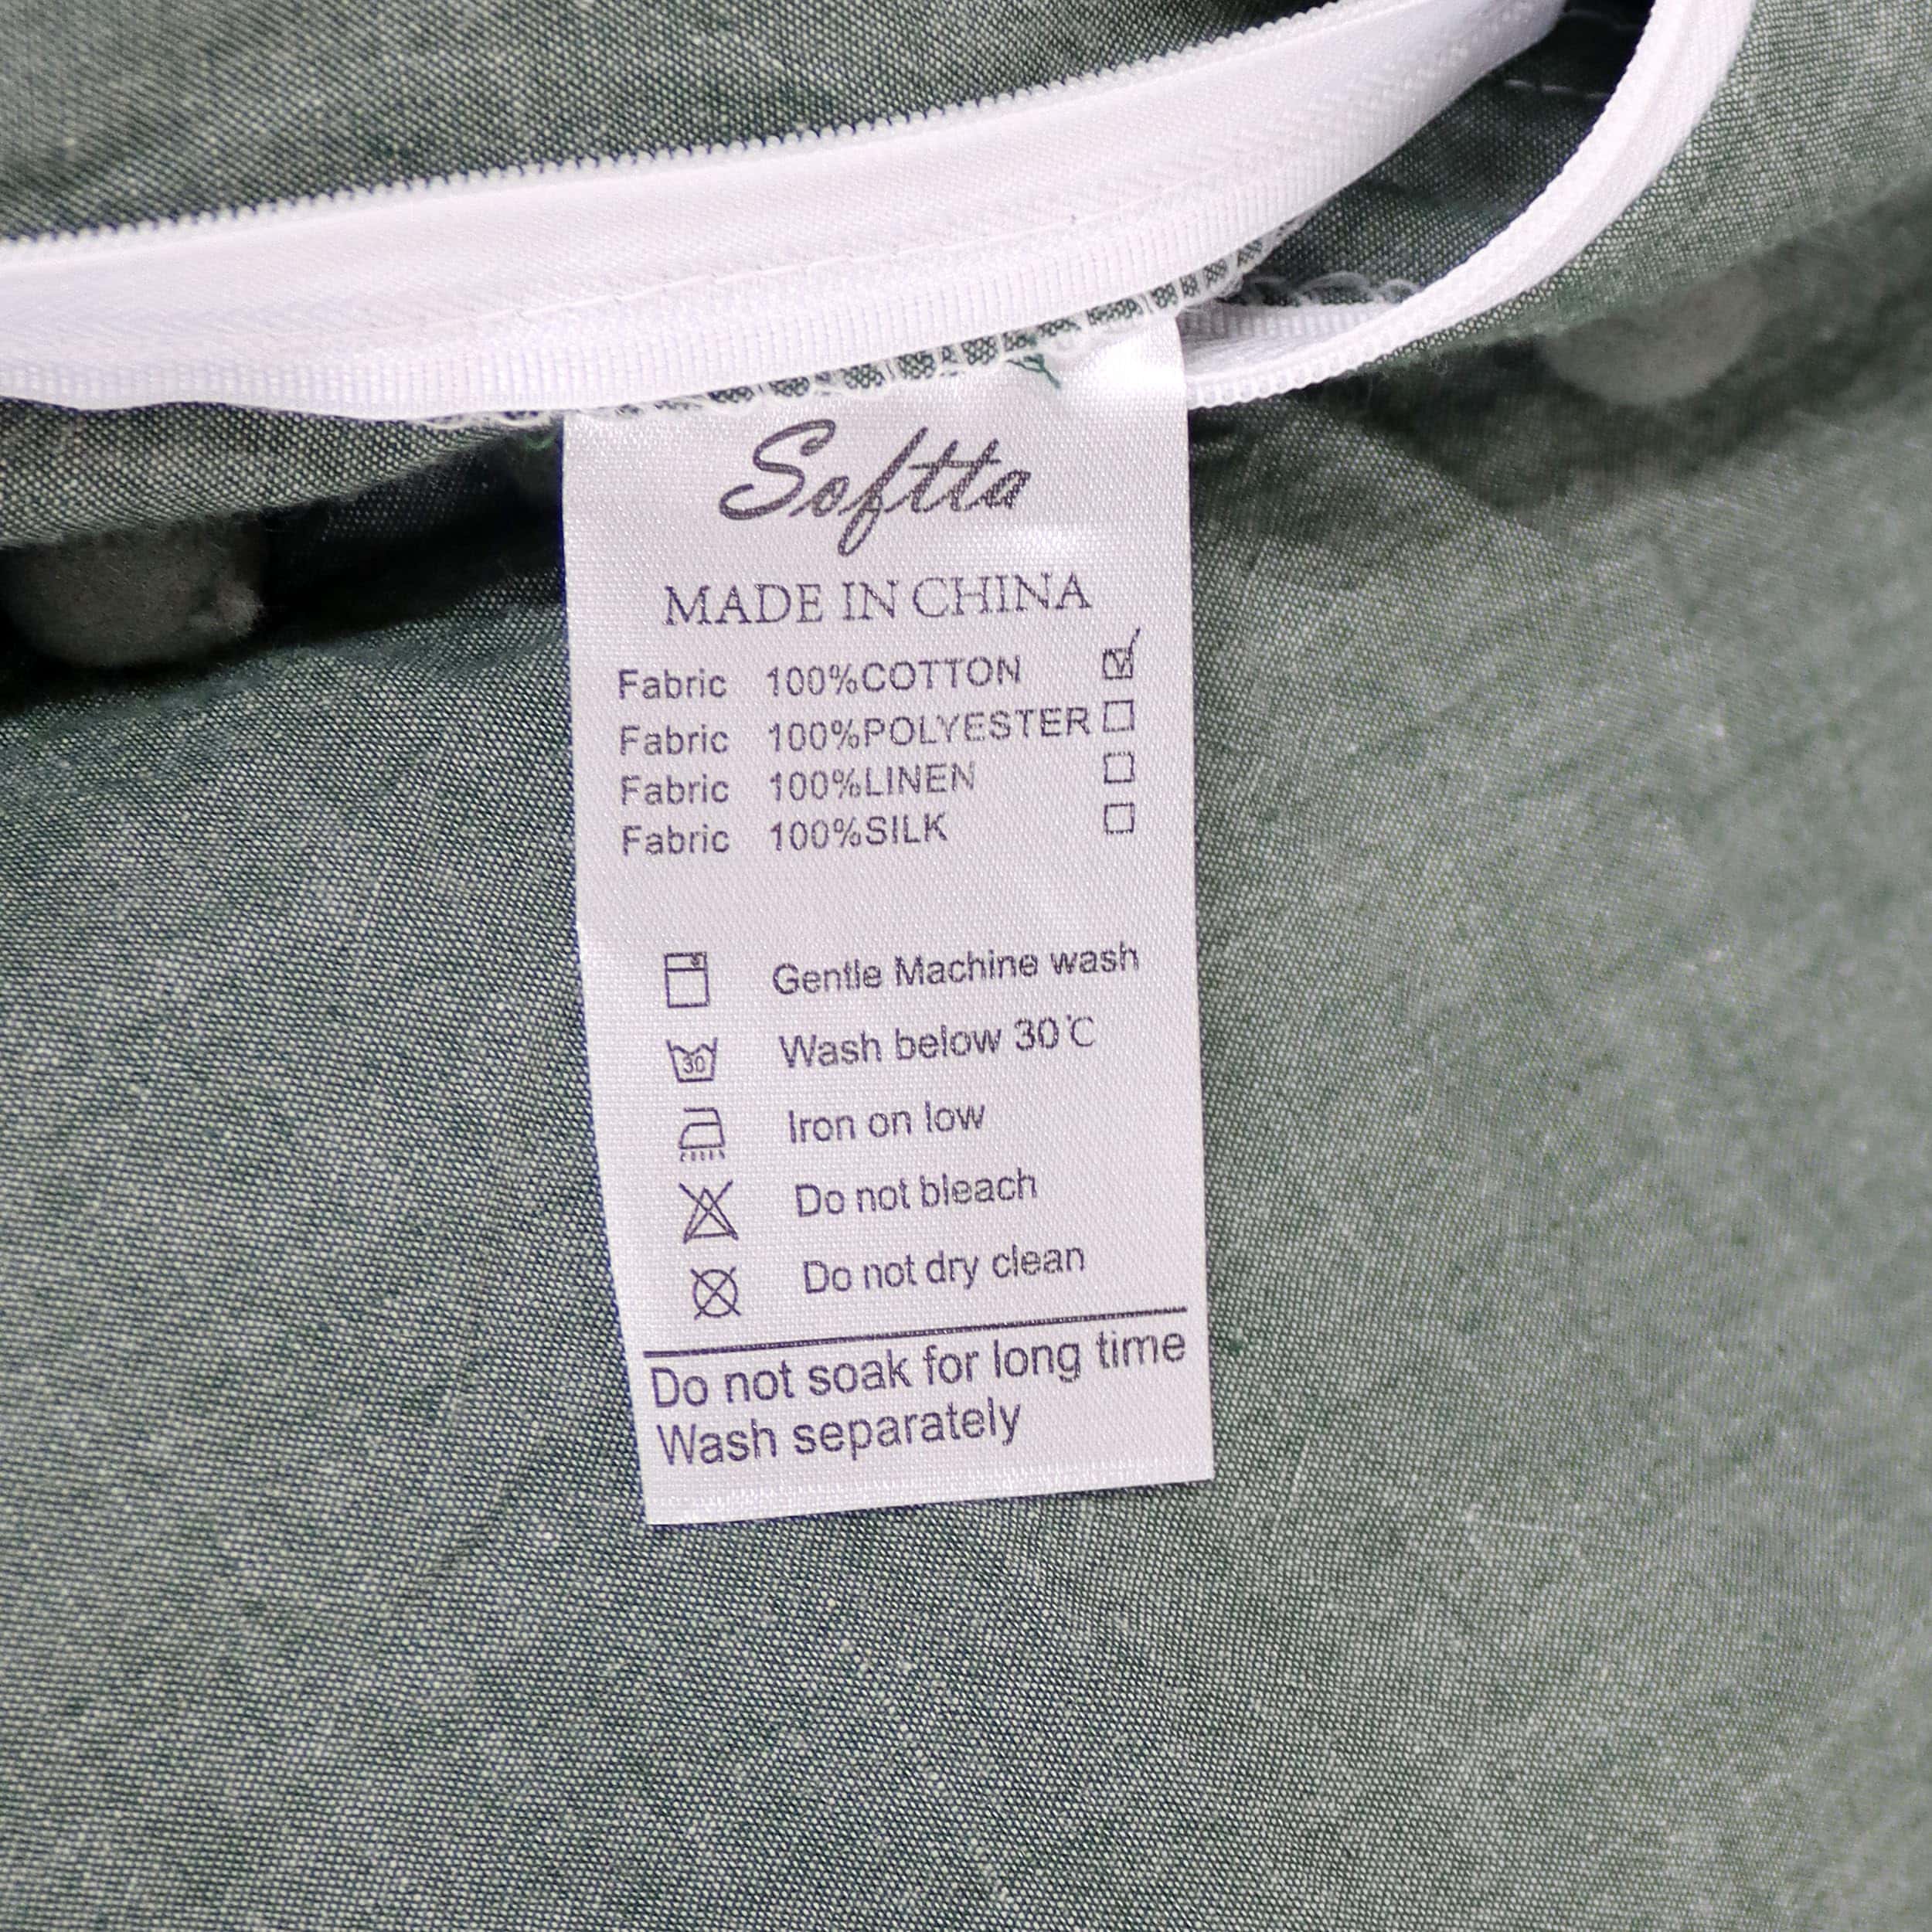 Softta
MADE IN CHINA
Fabric 100%COTTON ☑
Fabric 100%POLYESTER ☐
Fabric 100%LINEN ☐
Fabric 100%SILK ☐
Gentle Machine wash
30 Wash below 30℃
Iron on low
Do not bleach
Do not dry clean
Do not soak for long time
Wash separately